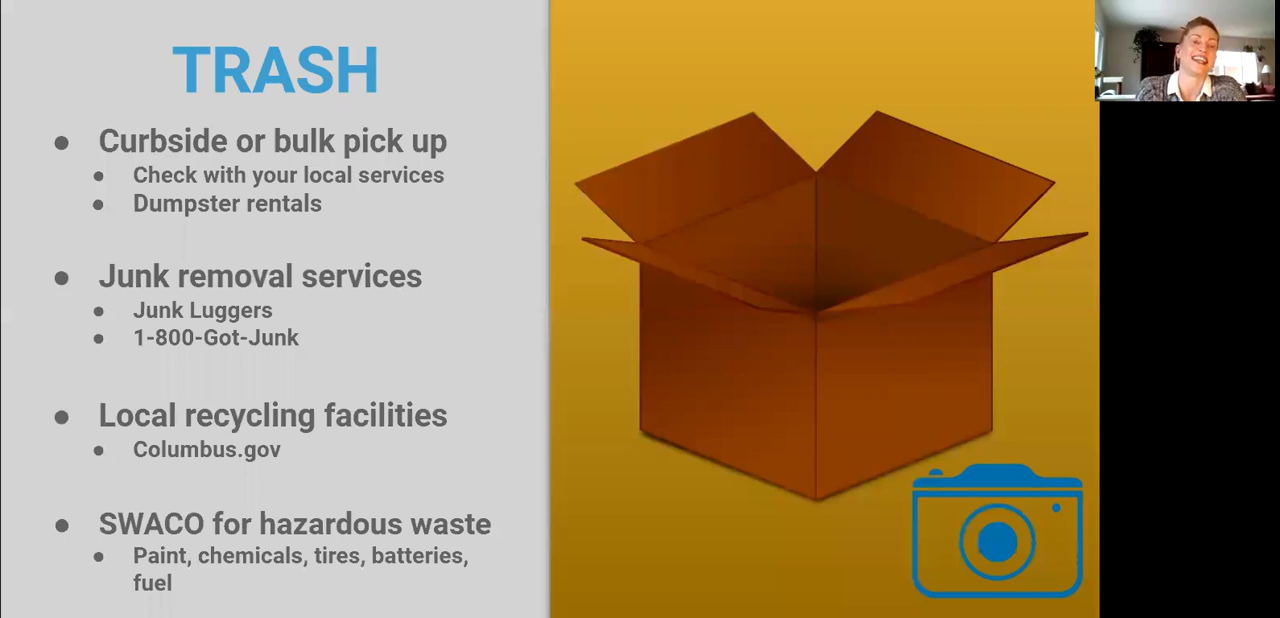 TRASH
● Curbside or bulk pick up
● Check with your local services
● Dumpster rentals
● Junk removal services
● Junk Luggers
● 1-800-Got-Junk
● Local recycling facilities
● Columbus.gov
● SWACO for hazardous waste
● Paint, chemicals, tires, batteries,
fuel